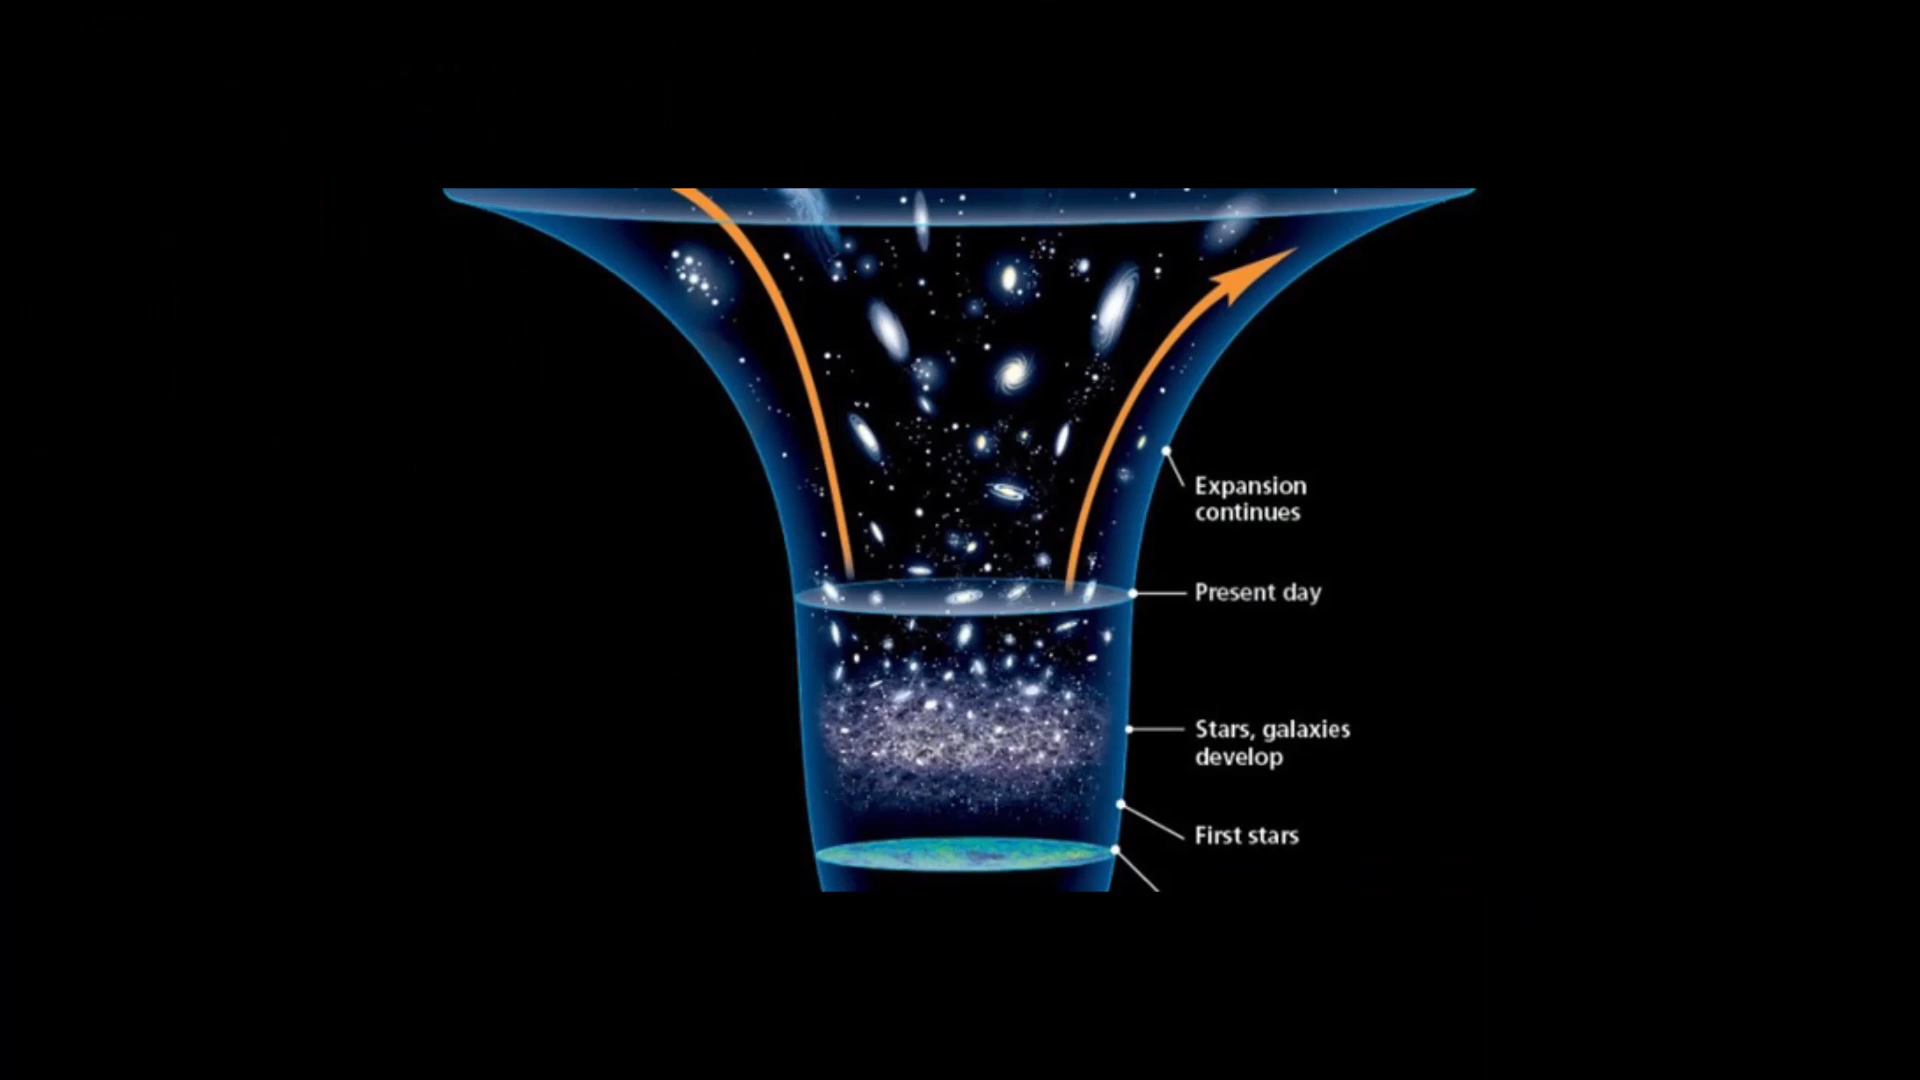 Expansion
continues
Present day
Stars, galaxies
develop
First stars